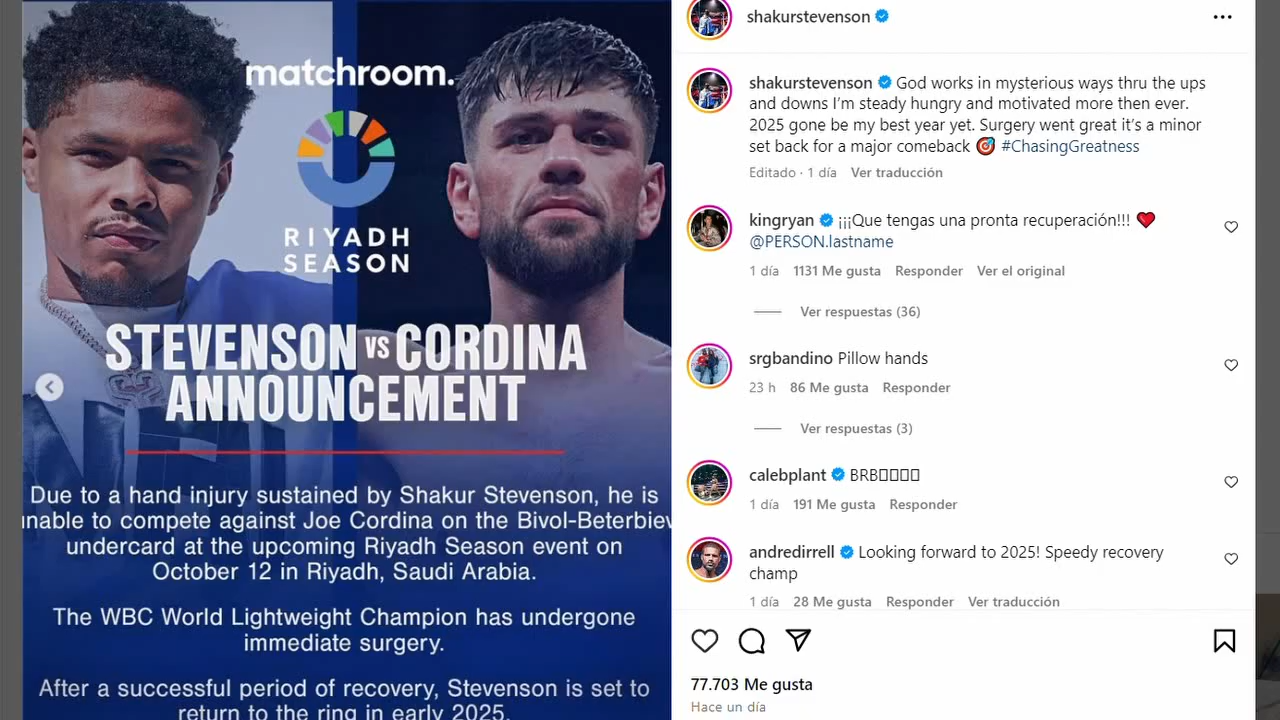 matchroom.
RIYADH
SEASON
STEVENSON VS CORDINA
ANNOUNCEMENT
Due to a hand injury sustained by Shakur Stevenson, he is
unable to compete against Joe Cordina on the Bivol-Beterbiev
undercard at the upcoming Riyadh Season event on
October 12 in Riyadh, Saudi Arabia.
The WBC World Lightweight Champion has undergone
immediate surgery.
After a successful period of recovery, Stevenson is set to
return to the ring in early 2025.
shakurstevenson
shakurstevenson God works in mysterious ways thru the ups
and downs I'm steady hungry and motivated more then ever.
2025 gone be my best year yet. Surgery went great it's a minor
set back for a major comeback 🎯 #ChasingGreatness
Editado · 1 día Ver traducción
kingryan ¡¡¡Que tengas una pronta recuperación!!! ❤️
@PERSON.lastname
1 día 1131 Me gusta Responder Ver el original
Ver respuestas (36)
srgbandino Pillow hands
23 h 86 Me gusta Responder
Ver respuestas (3)
calebplant BRB▯▯▯▯
1 día 191 Me gusta Responder
andredirrell Looking forward to 2025! Speedy recovery
champ
1 día 28 Me gusta Responder Ver traducción
77.703 Me gusta
Hace un día